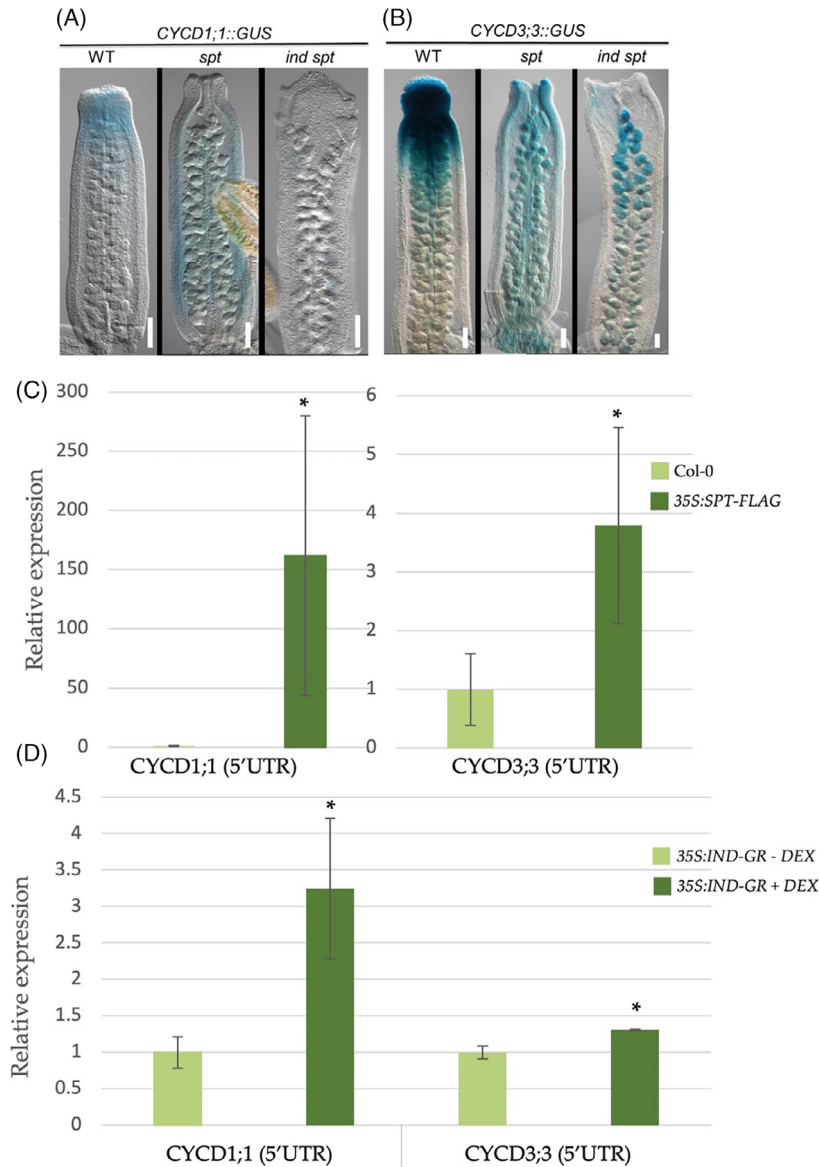 (A)
CYCD1;1::GUS
WT spt ind spt
(B)
CYCD3;3::GUS
WT spt ind spt
(C)
Relative expression
300
250
200
150
100
50
0
*
CYCD1;1 (5′UTR)
6
5
4
3
2
1
0
*
CYCD3;3 (5′UTR)
Col-0
35S:SPT-FLAG
(D)
Relative expression
4.5
4
3.5
3
2.5
2
1.5
1
0.5
0
*
*
CYCD1;1 (5′UTR) CYCD3;3 (5′UTR)
35S:IND-GR - DEX
35S:IND-GR + DEX